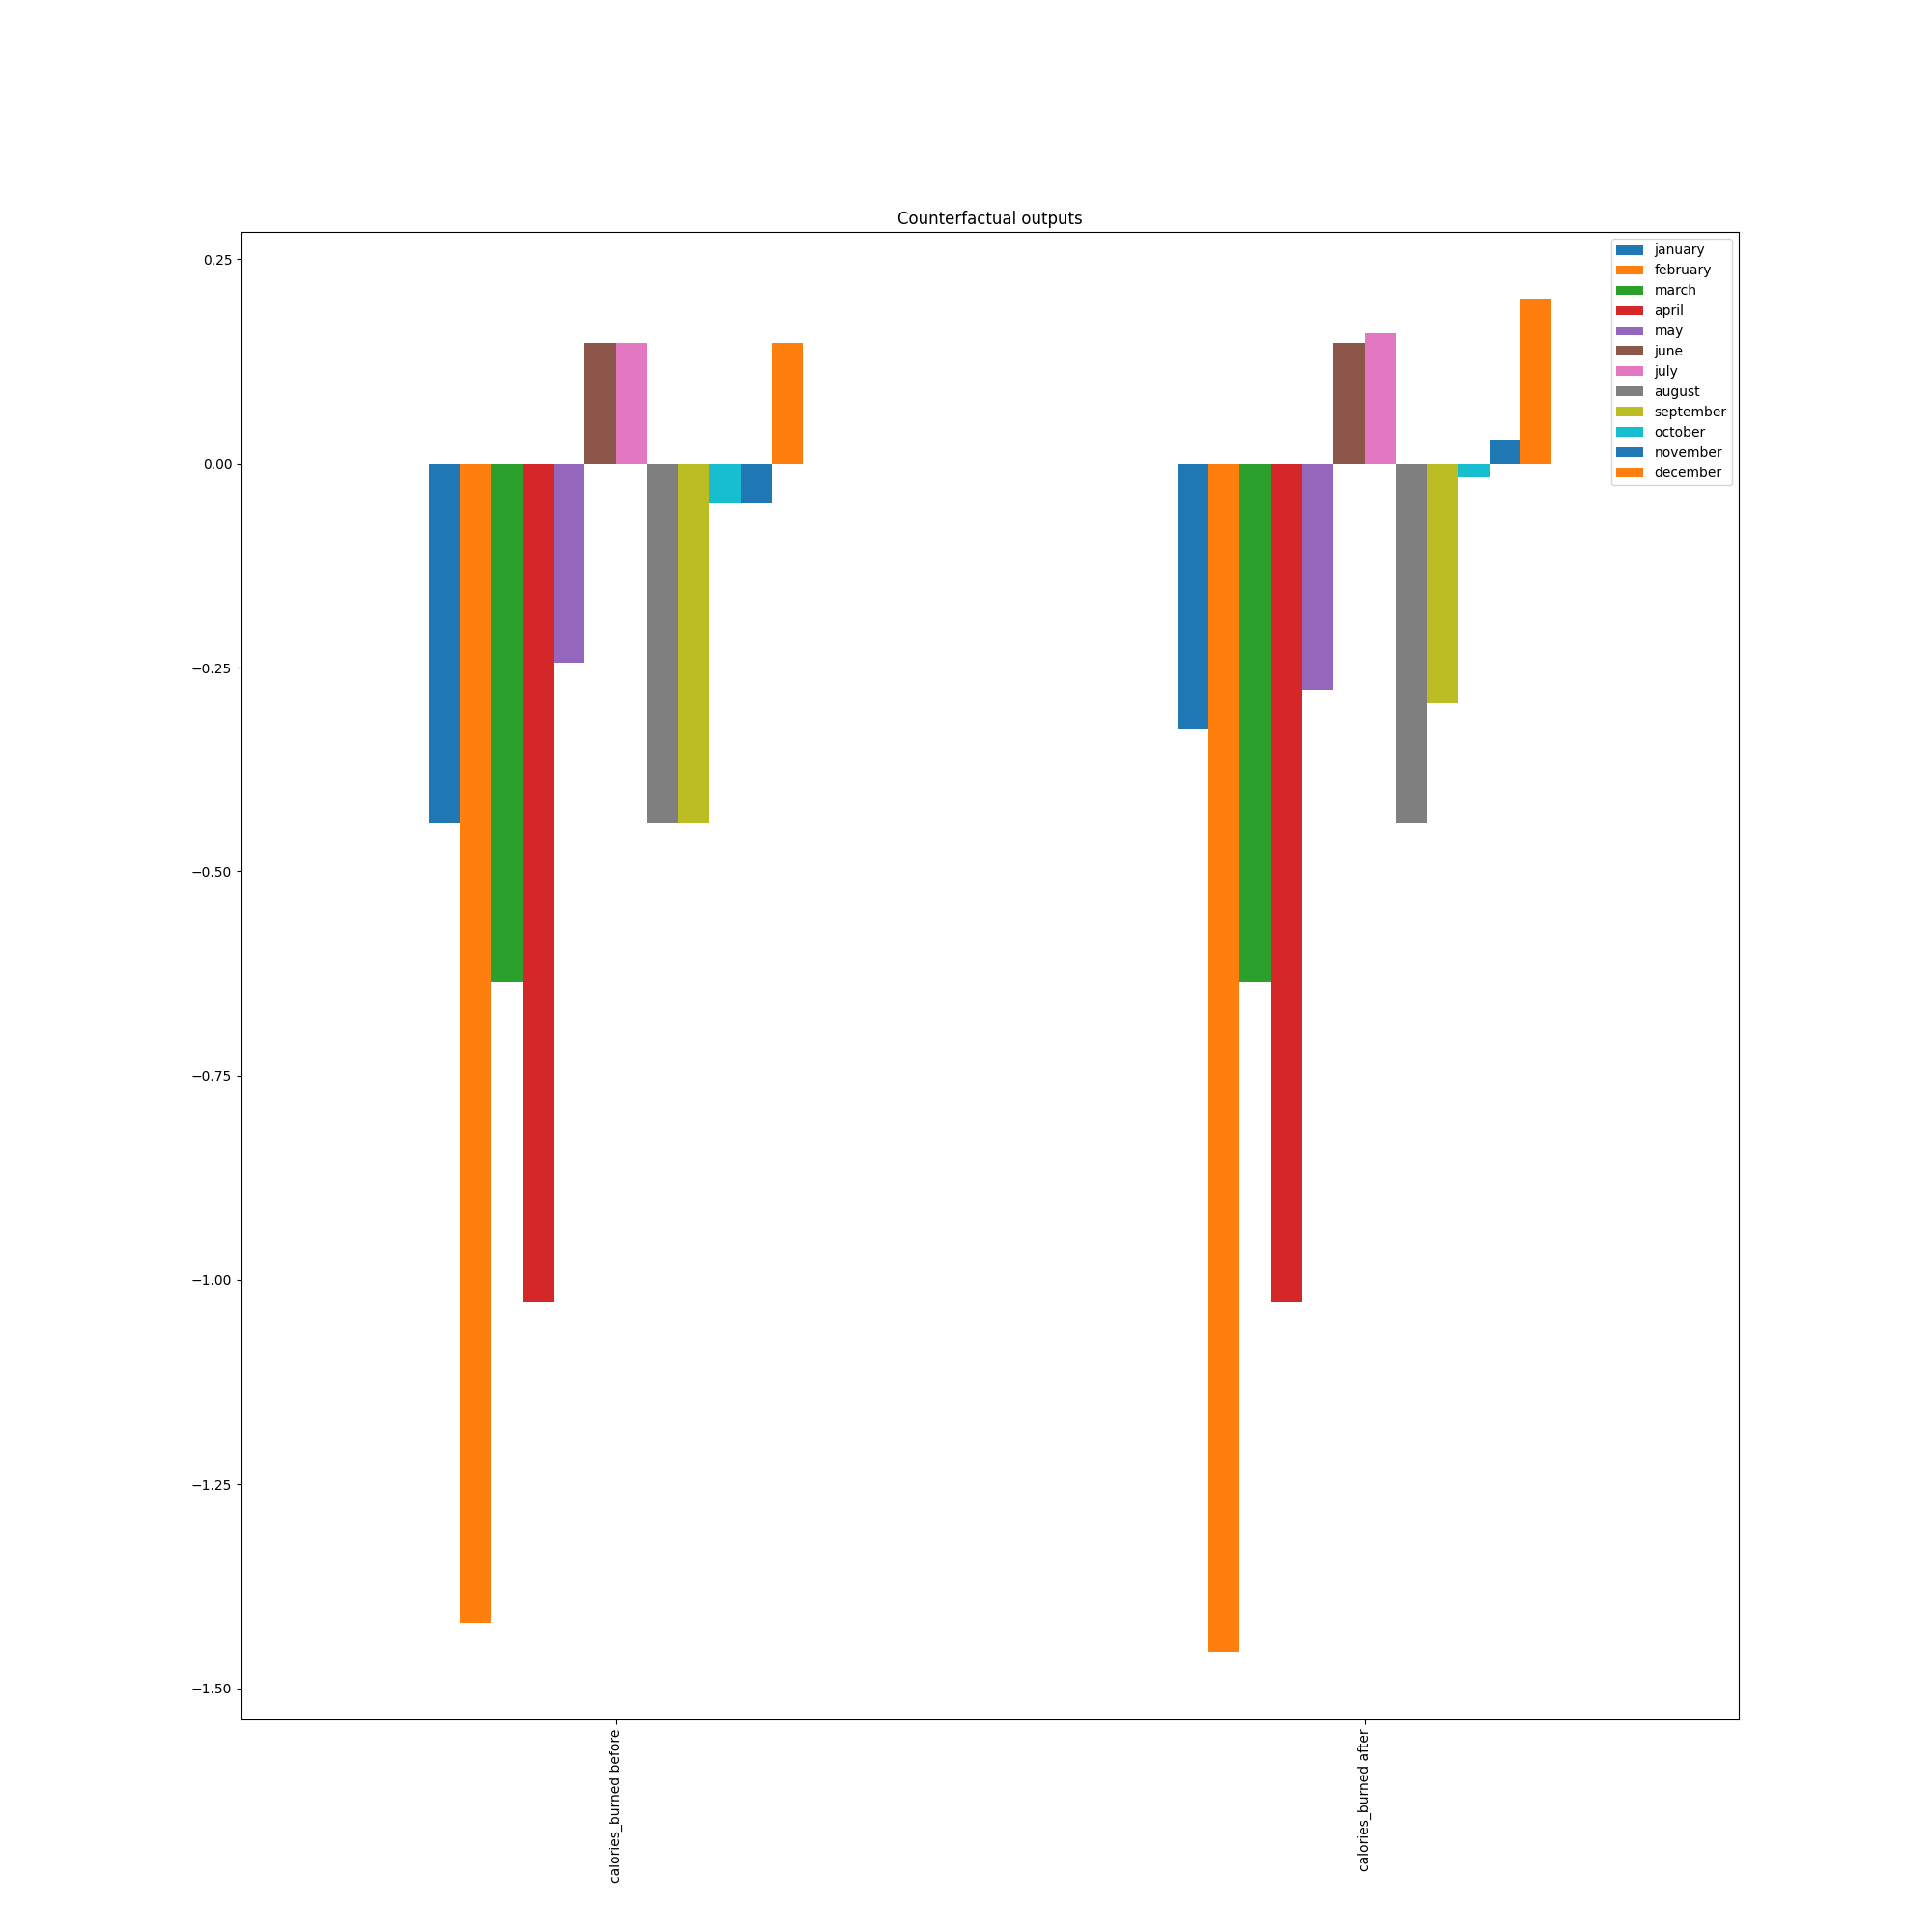 Counterfactual outputs
0.25
0.00
−0.25
−0.50
−0.75
−1.00
−1.25
−1.50
january
february
march
april
may
june
july
august
september
october
november
december
calories_burned before
calories_burned after